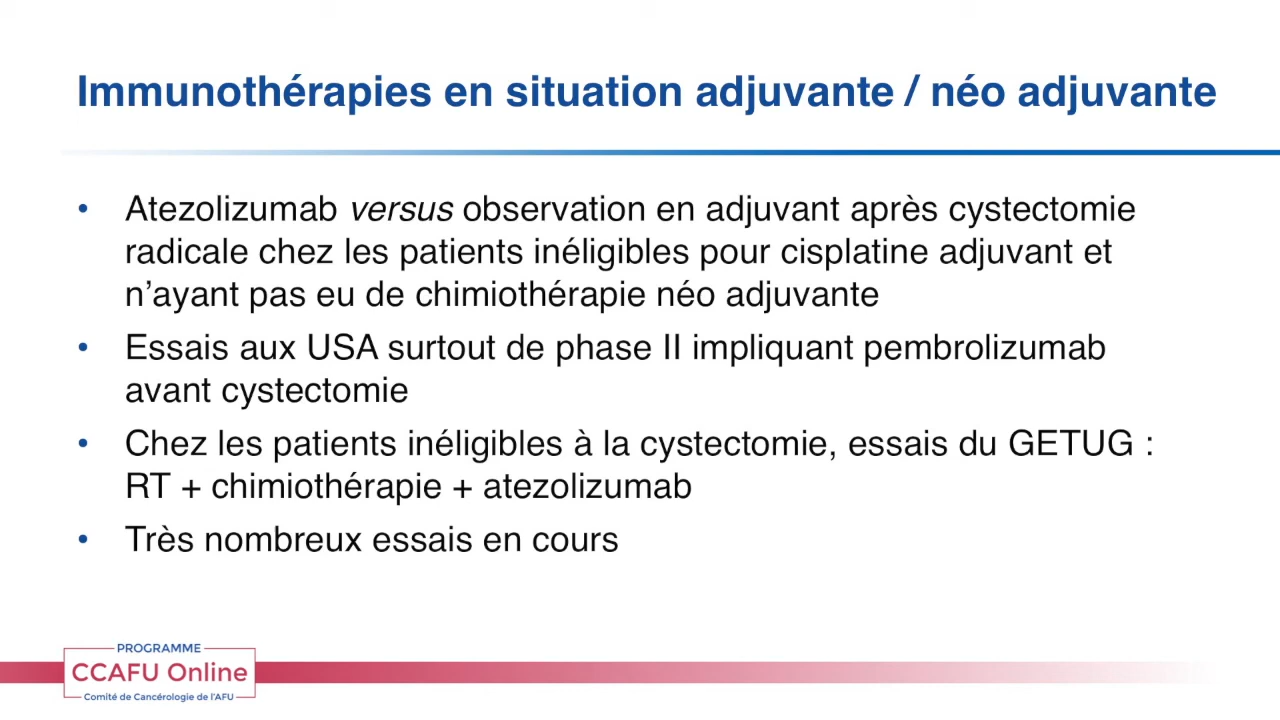 Immunothérapies en situation adjuvante / néo adjuvante
• Atezolizumab versus observation en adjuvant après cystectomie
radicale chez les patients inéligibles pour cisplatine adjuvant et
n’ayant pas eu de chimiothérapie néo adjuvante
• Essais aux USA surtout de phase II impliquant pembrolizumab
avant cystectomie
• Chez les patients inéligibles à la cystectomie, essais du GETUG :
RT + chimiothérapie + atezolizumab
• Très nombreux essais en cours
PROGRAMME
CCAFU Online
Comité de Cancérologie de l'AFU